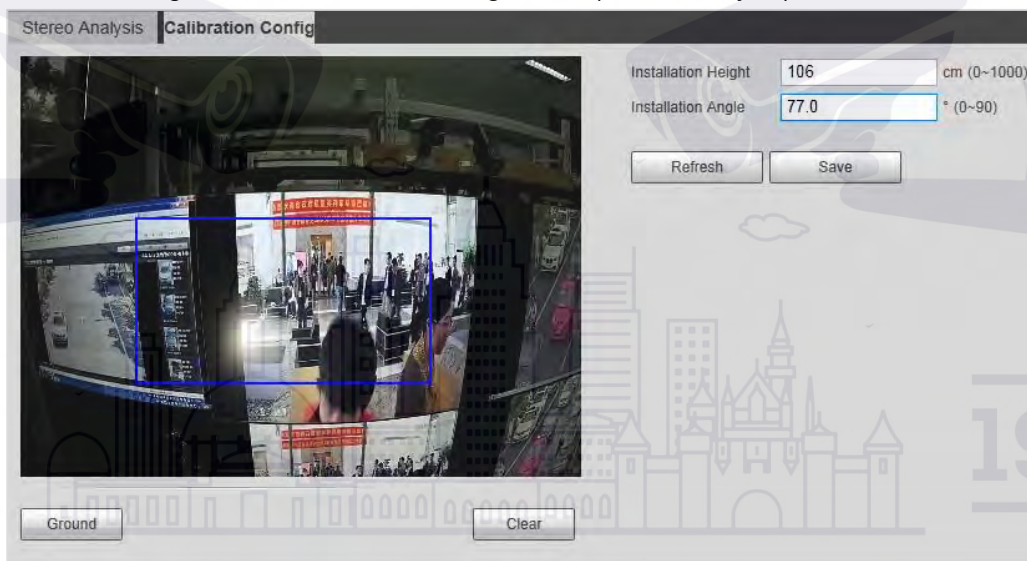 Stereo Analysis Calibration Config
Installation Height 106 cm (0~1000)
Installation Angle 77.0 ° (0~90)
Refresh Save
Ground Clear
19